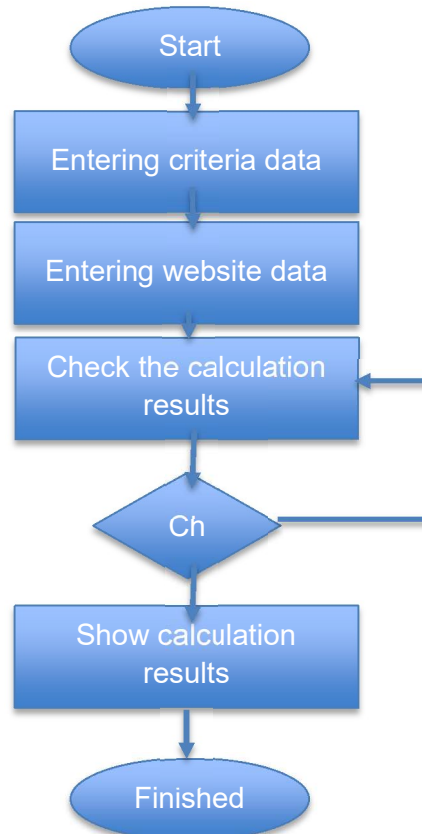 Start
Entering criteria data
Entering website data
Check the calculation
results
Ch
Show calculation
results
Finished